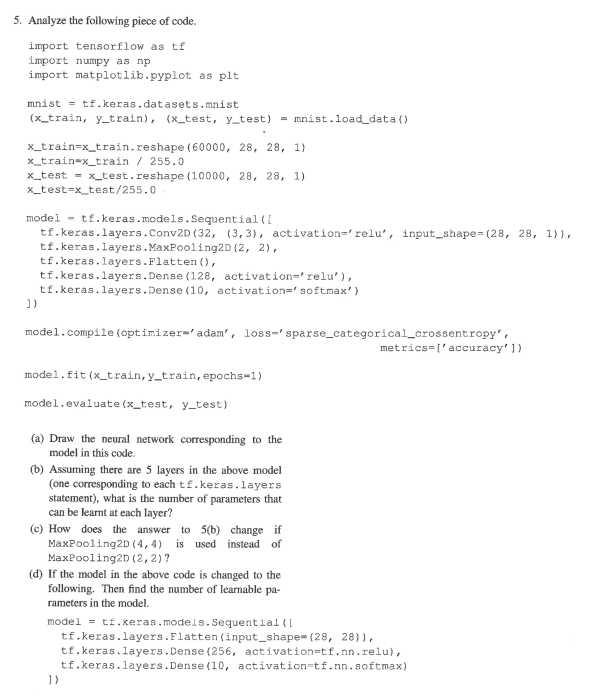 5. Analyze the following piece of code.
import tensorflow as tf
import numpy as np
import matplotlib.pyplot as plt
mnist = tf.keras.datasets.mnist
(x_train, y_train), (x_test, y_test) = mnist.load_data()
x_train=x_train.reshape(60000, 28, 28, 1)
x_train=x_train / 255.0
x_test = x_test.reshape(10000, 28, 28, 1)
x_test=x_test/255.0
model = tf.keras.models.Sequential([
tf.keras.layers.Conv2D(32, (3,3), activation='relu', input_shape=(28, 28, 1)),
tf.keras.layers.MaxPooling2D(2, 2),
tf.keras.layers.Flatten(),
tf.keras.layers.Dense(128, activation='relu'),
tf.keras.layers.Dense(10, activation='softmax')
])
model.compile(optimizer='adam', loss='sparse_categorical_crossentropy',
metrics=['accuracy'])
model.fit(x_train,y_train,epochs=1)
model.evaluate(x_test, y_test)
(a) Draw the neural network corresponding to the
model in this code.
(b) Assuming there are 5 layers in the above model
(one corresponding to each tf.keras.layers
statement), what is the number of parameters that
can be learnt at each layer?
(c) How does the answer to 5(b) change if
MaxPooling2D(4,4) is used instead of
MaxPooling2D(2,2)?
(d) If the model in the above code is changed to the
following. Then find the number of learnable pa-
rameters in the model.
model = tf.keras.models.Sequential([
tf.keras.layers.Flatten(input_shape=(28, 28)),
tf.keras.layers.Dense(256, activation=tf.nn.relu),
tf.keras.layers.Dense(10, activation=tf.nn.softmax)
])